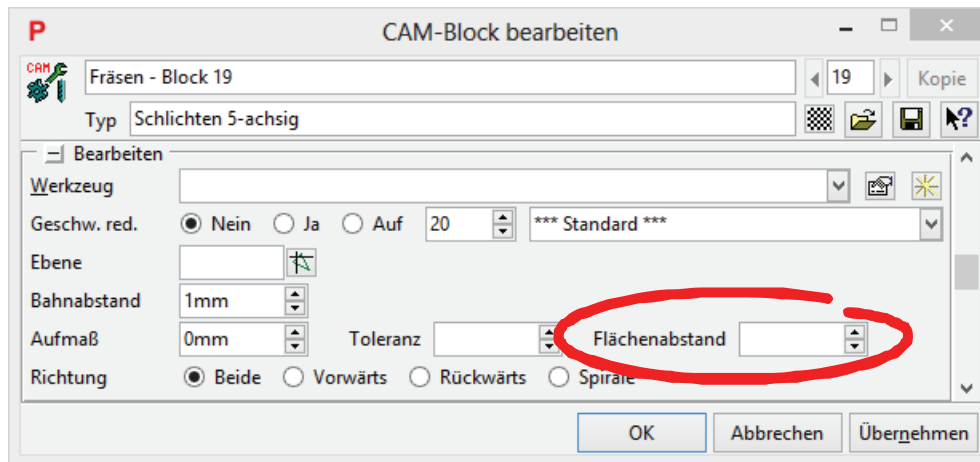 P CAM-Block bearbeiten
CAM Fräsen - Block 19 19 Kopie
Typ Schlichten 5-achsig
Bearbeiten
Werkzeug
Geschw. red. Nein Ja Auf 20 *** Standard ***
Ebene
Bahnabstand 1mm
Aufmaß 0mm Toleranz Flächenabstand
Richtung Beide Vorwärts Rückwärts Spirale
OK Abbrechen Übernehmen